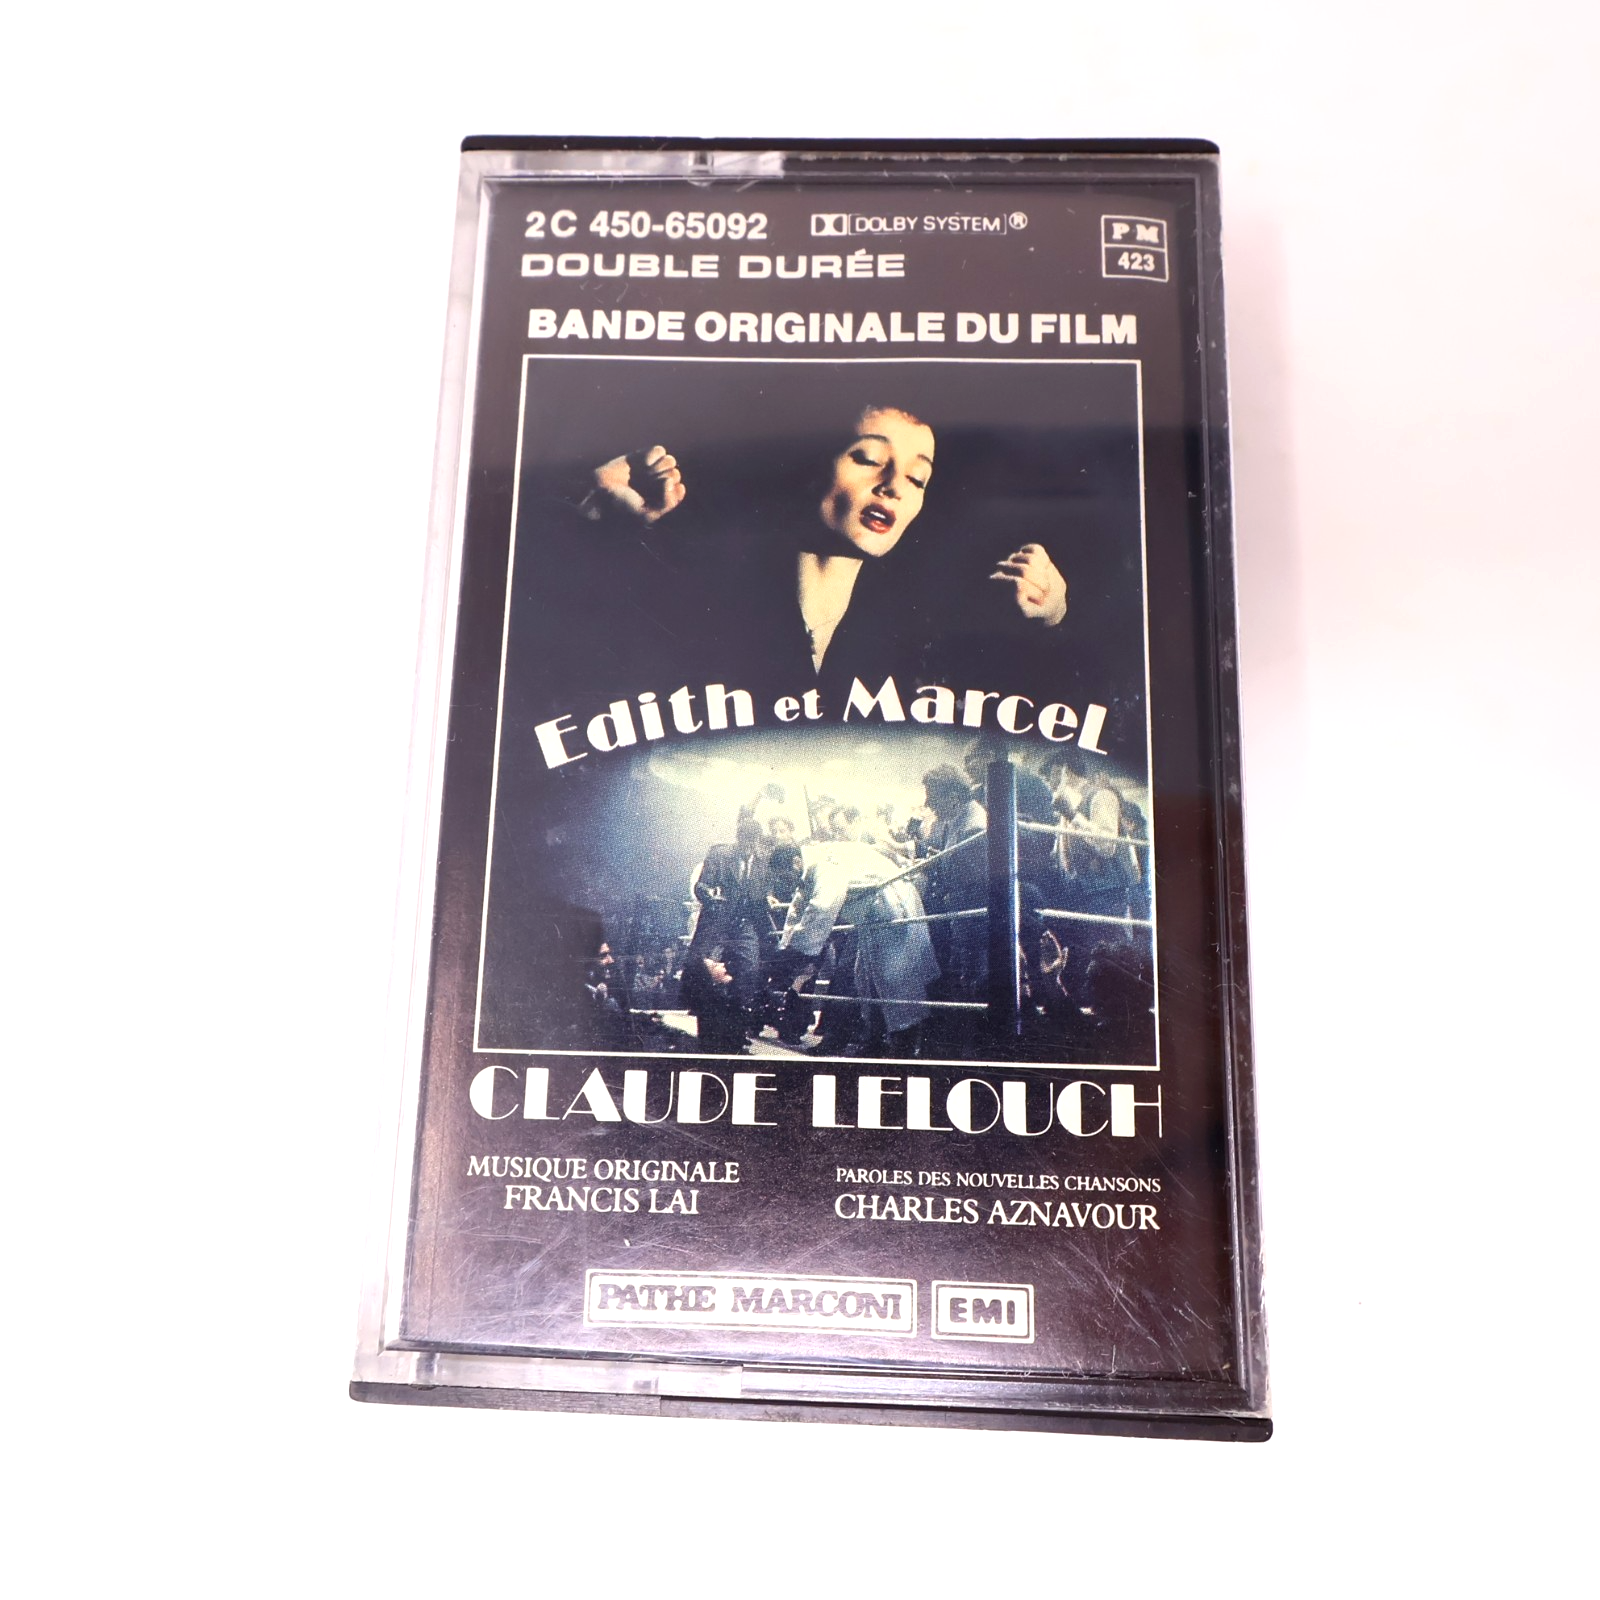 2C 450-65092 DOLBY SYSTEM® PM
423
DOUBLE DURÉE
BANDE ORIGINALE DU FILM
Edith et Marcel
CLAUDE LELOUCH
MUSIQUE ORIGINALE
FRANCIS LAI
PAROLES DES NOUVELLES CHANSONS
CHARLES AZNAVOUR
PATHE MARCONI EMI